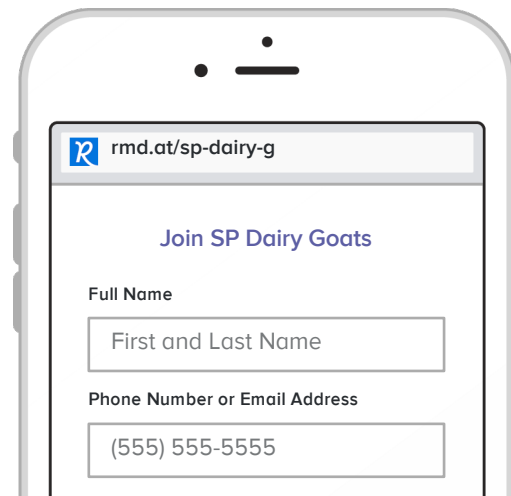 rmd.at/sp-dairy-g
Join SP Dairy Goats
Full Name
First and Last Name
Phone Number or Email Address
(555) 555-5555